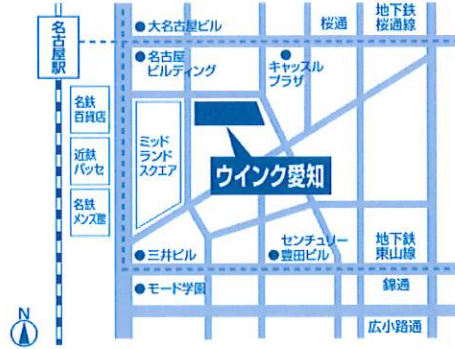 名古屋駅
大名古屋ビル
桜通
地下鉄
桜通線
名古屋
ビルディング
キャッスル
プラザ
名鉄
百貨店
近鉄
パッセ
名鉄
メンズ館
ミッド
ランド
スクエア
ウインク愛知
三井ビル
センチュリー
豊田ビル
地下鉄
東山線
モード学園
錦通
広小路通
N